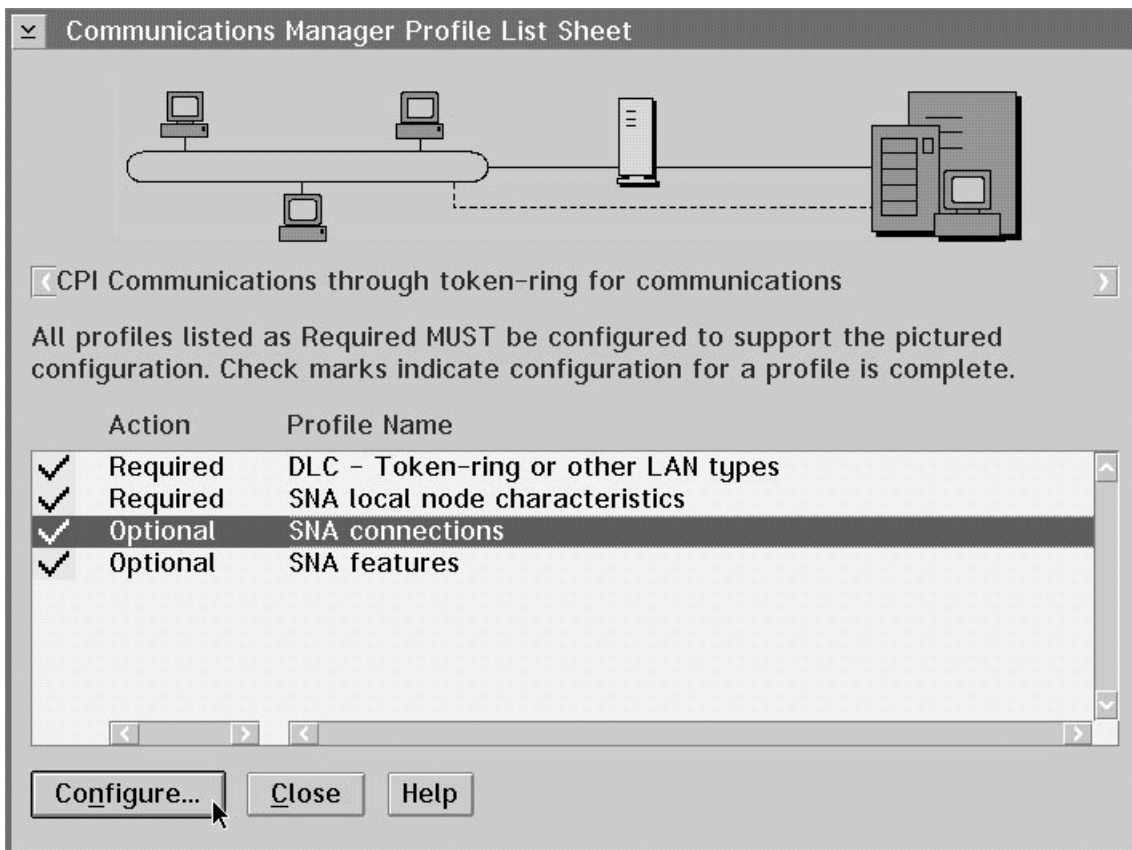 Communications Manager Profile List Sheet
CPI Communications through token-ring for communications
All profiles listed as Required MUST be configured to support the pictured
configuration. Check marks indicate configuration for a profile is complete.
Action Profile Name
Required DLC - Token-ring or other LAN types
Required SNA local node characteristics
Optional SNA connections
Optional SNA features
Configure... Close Help